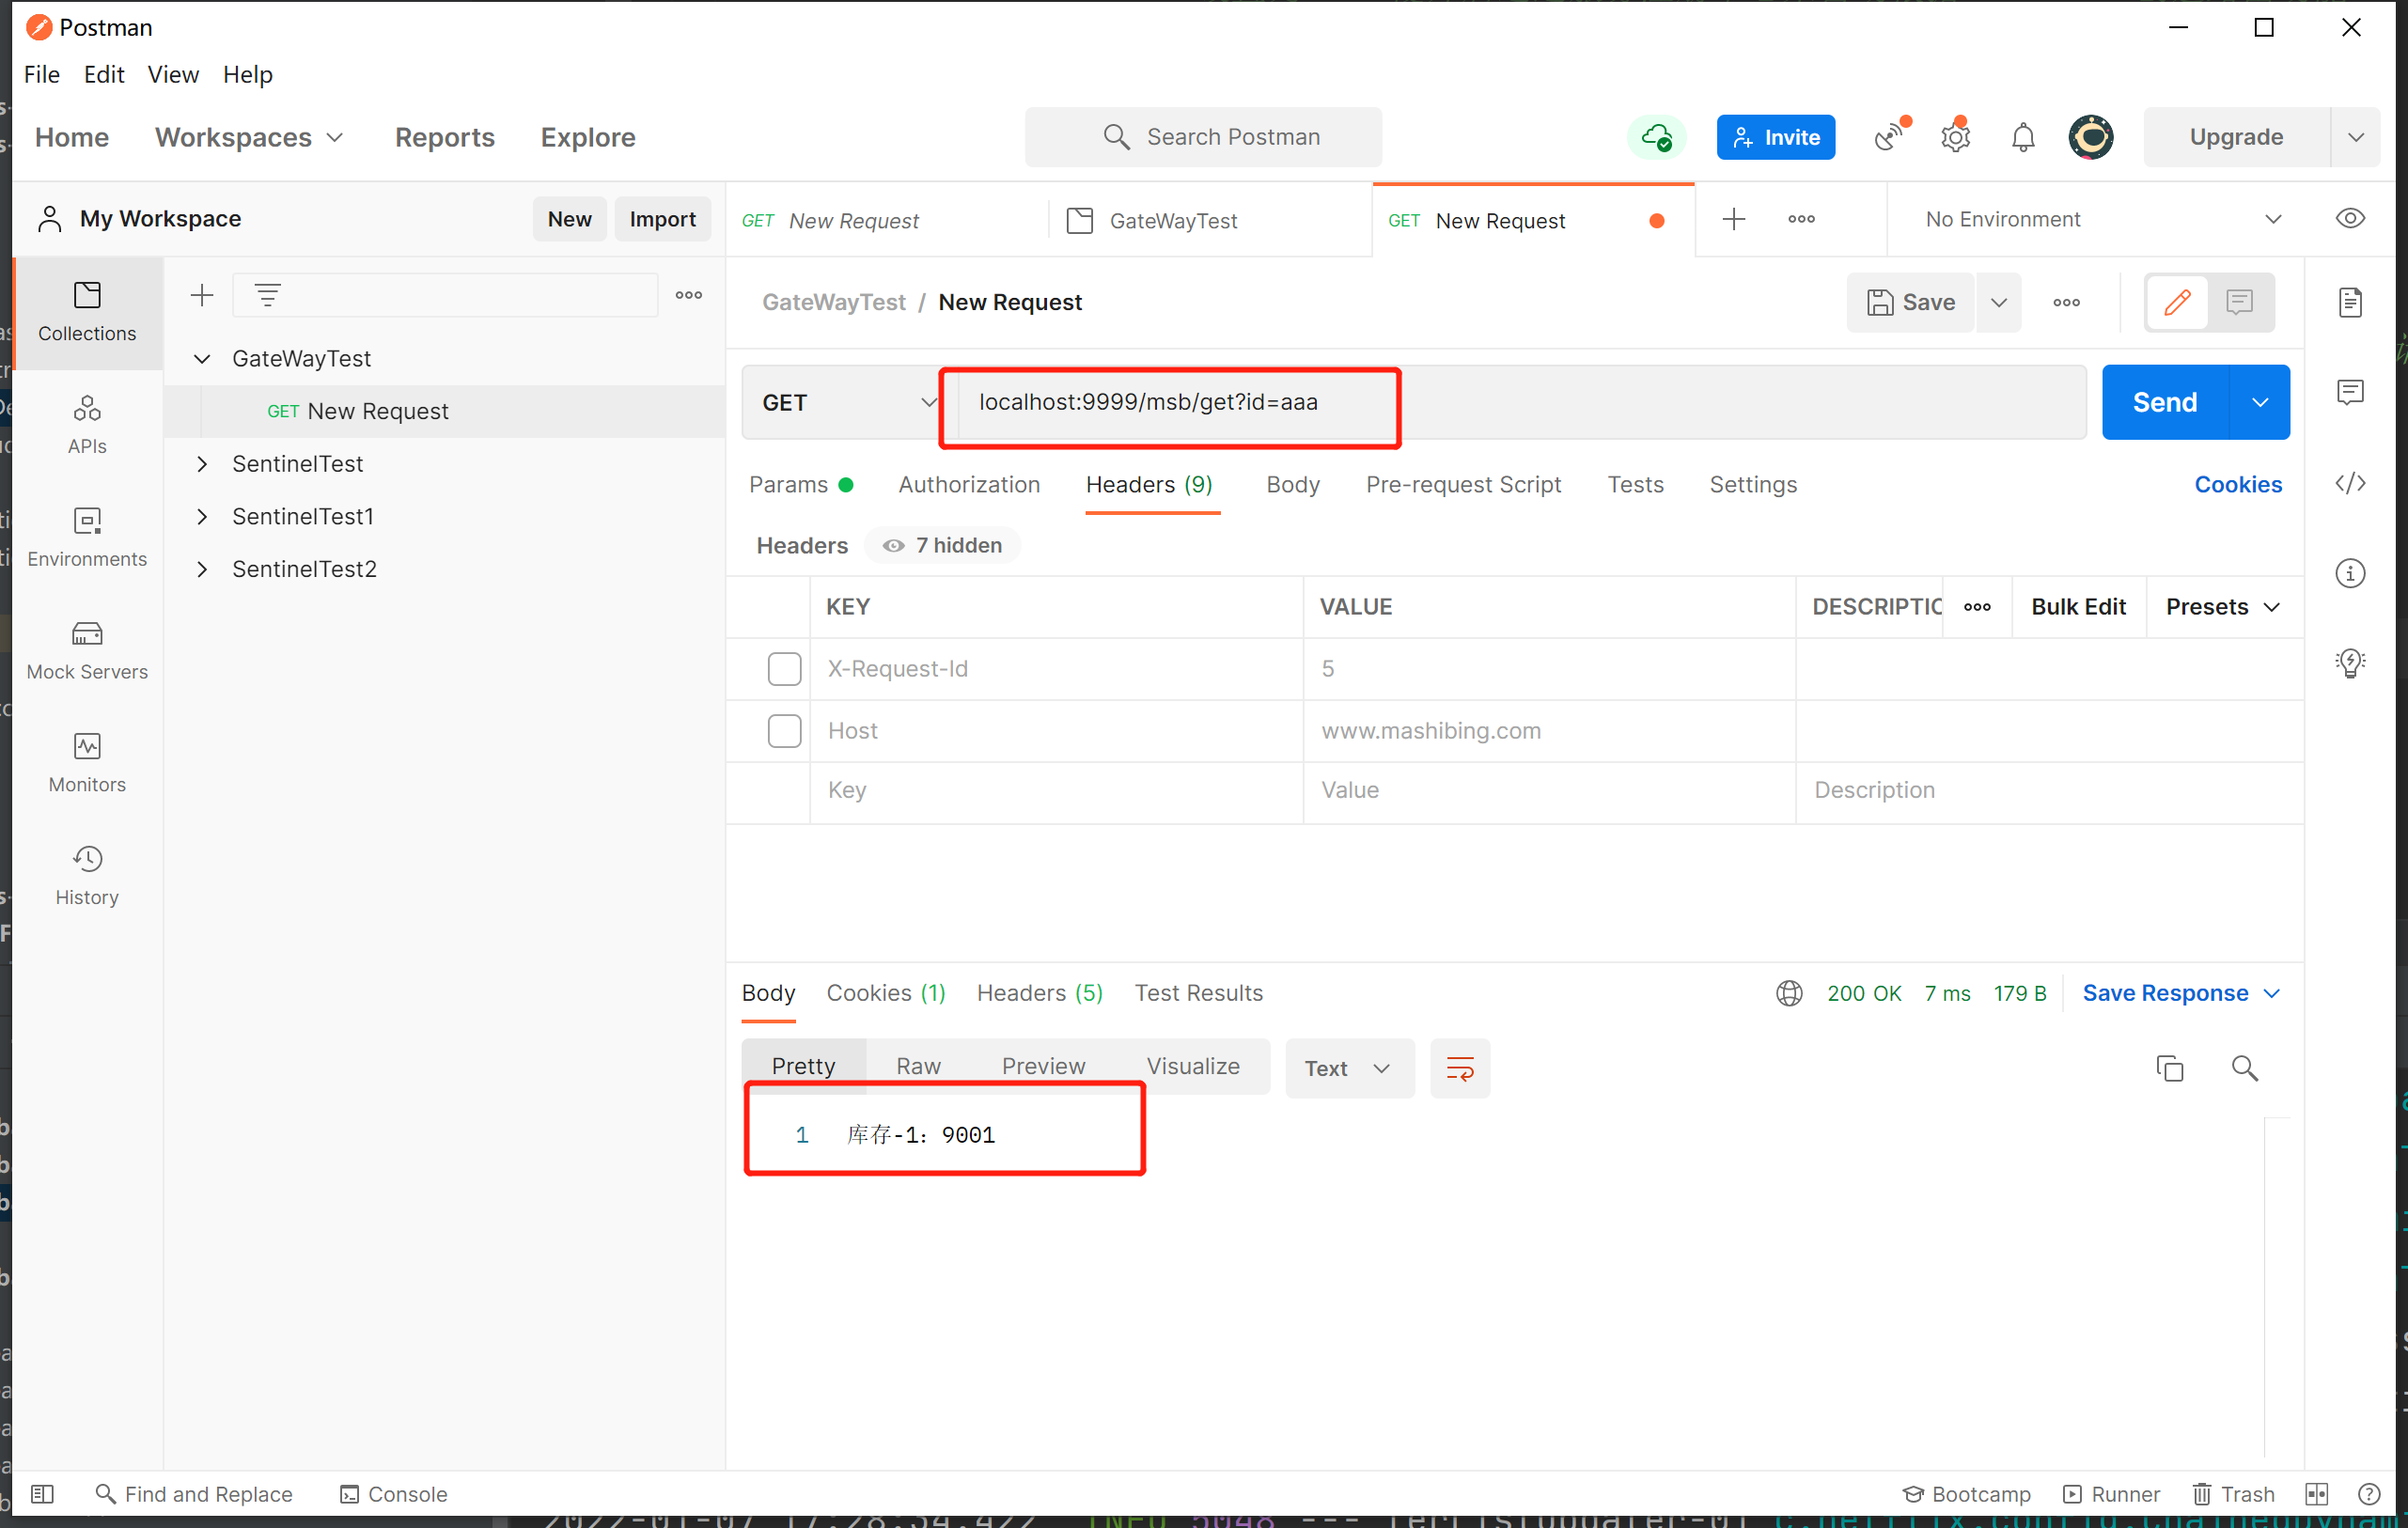 Postman
File Edit View Help
Home Workspaces Reports Explore Search Postman Invite Upgrade
My Workspace New Import GET New Request GateWayTest GET New Request No Environment
Collections
APIs
Environments
Mock Servers
Monitors
History
GateWayTest
GET New Request
SentinelTest
SentinelTest1
SentinelTest2
GateWayTest / New Request Save
GET localhost:9999/msb/get?id=aaa Send
Params Authorization Headers (9) Body Pre-request Script Tests Settings Cookies
Headers 7 hidden
KEY VALUE DESCRIPTIO Bulk Edit Presets
X-Request-Id 5
Host www.mashibing.com
Key Value Description
Body Cookies (1) Headers (5) Test Results 200 OK 7 ms 179 B Save Response
Pretty Raw Preview Visualize Text
1 库存-1: 9001
Find and Replace Console Bootcamp Runner Trash